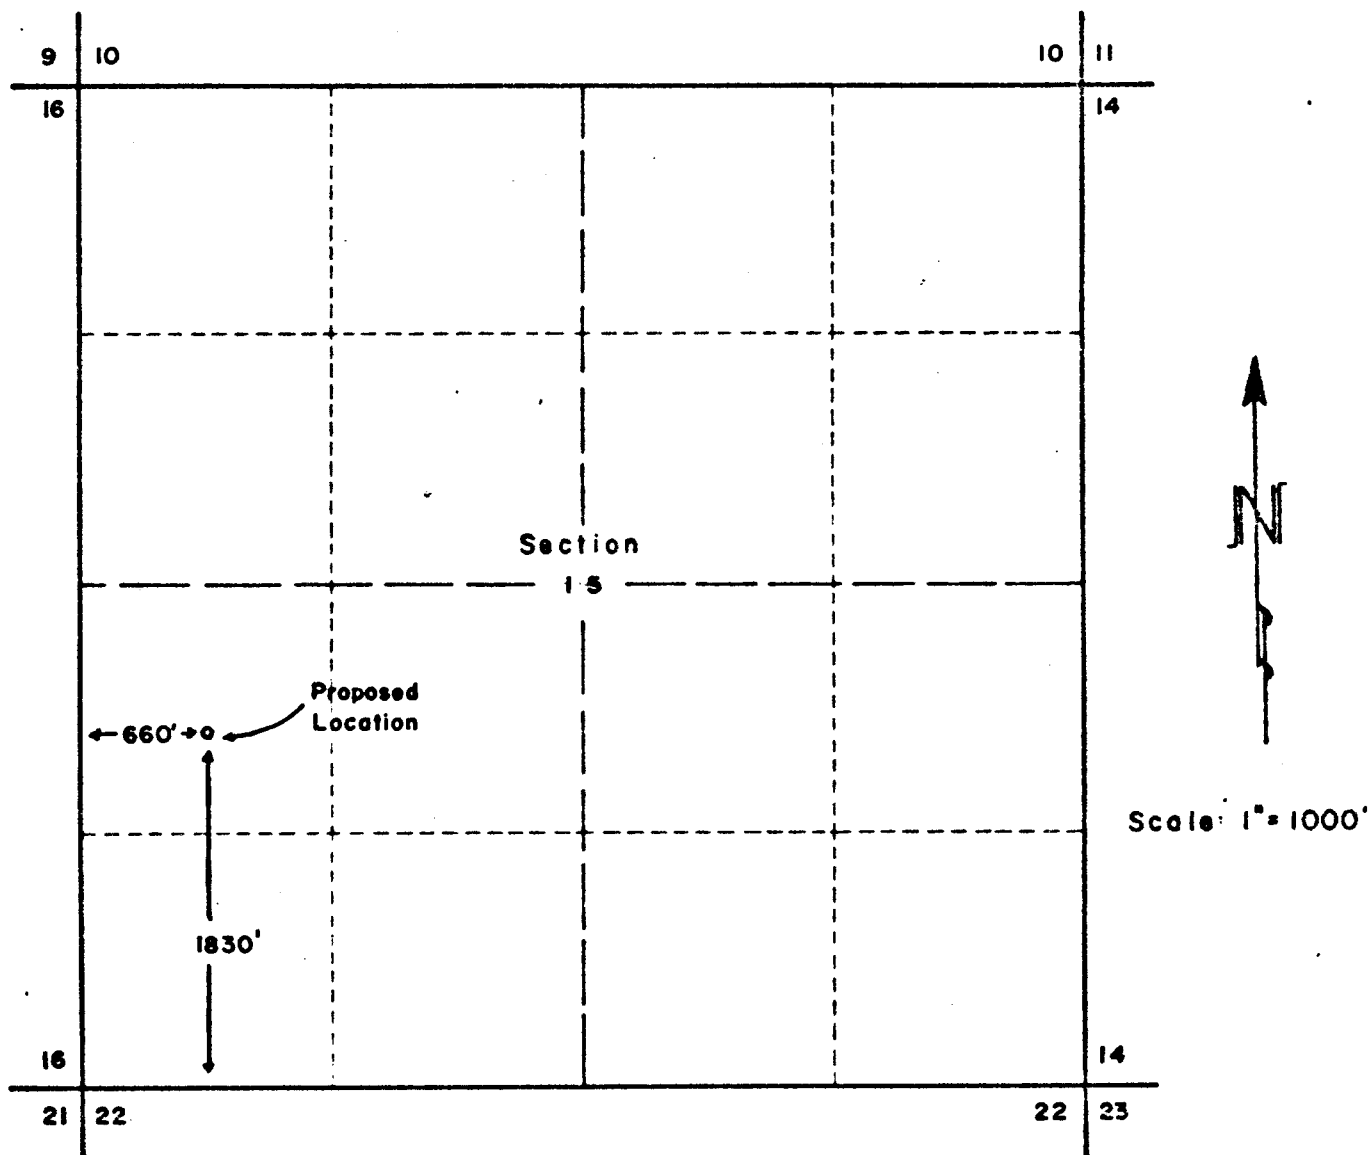 9 10
10 11
16
14
N
Section
15
Proposed
Location
660'
Scale: 1" = 1000'
1830'
16
14
21 22
22 23